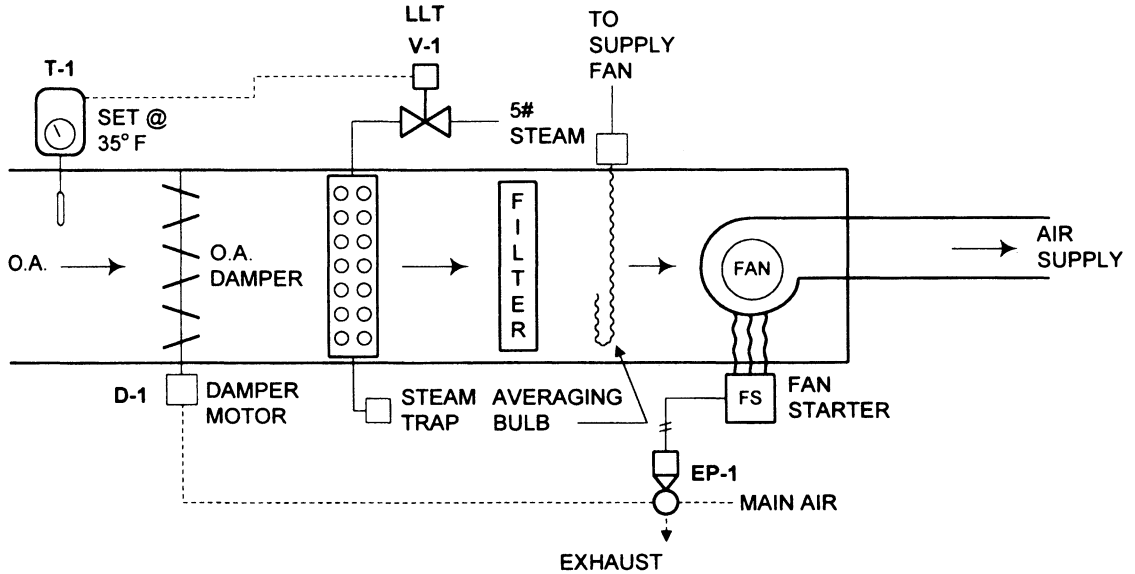 LLT
V-1
TO
SUPPLY
FAN
T-1
SET @
35° F
5#
STEAM
FILTER
O.A.
O.A.
DAMPER
FAN
AIR
SUPPLY
D-1
DAMPER
MOTOR
STEAM
TRAP
AVERAGING
BULB
FS
FAN
STARTER
EP-1
MAIN AIR
EXHAUST